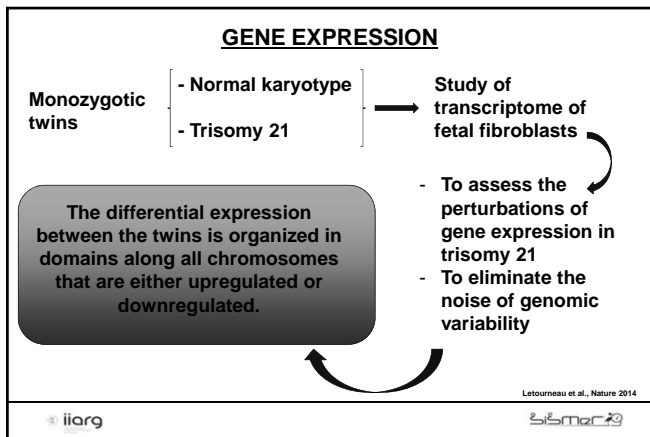 GENE EXPRESSION
Monozygotic
twins
- Normal karyotype
- Trisomy 21
Study of
transcriptome of
fetal fibroblasts
- To assess the
perturbations of
gene expression in
trisomy 21
- To eliminate the
noise of genomic
variability
The differential expression
between the twins is organized in
domains along all chromosomes
that are either upregulated or
downregulated.
Letourneau et al., Nature 2014
iiarg
SISMER